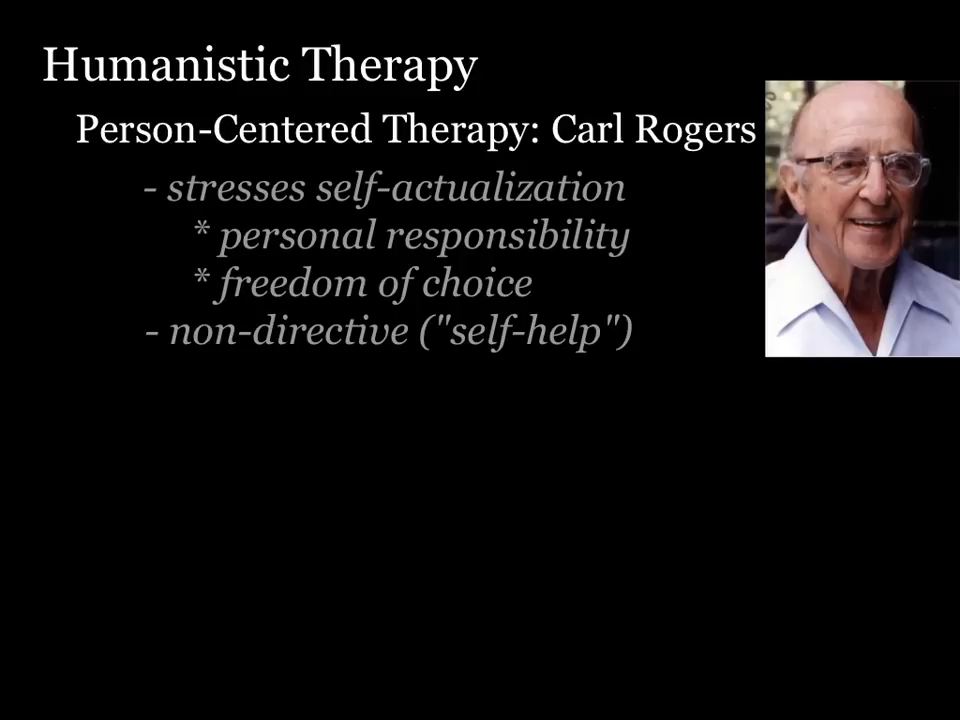 Humanistic Therapy
Person-Centered Therapy: Carl Rogers
- stresses self-actualization
* personal responsibility
* freedom of choice
- non-directive ("self-help")